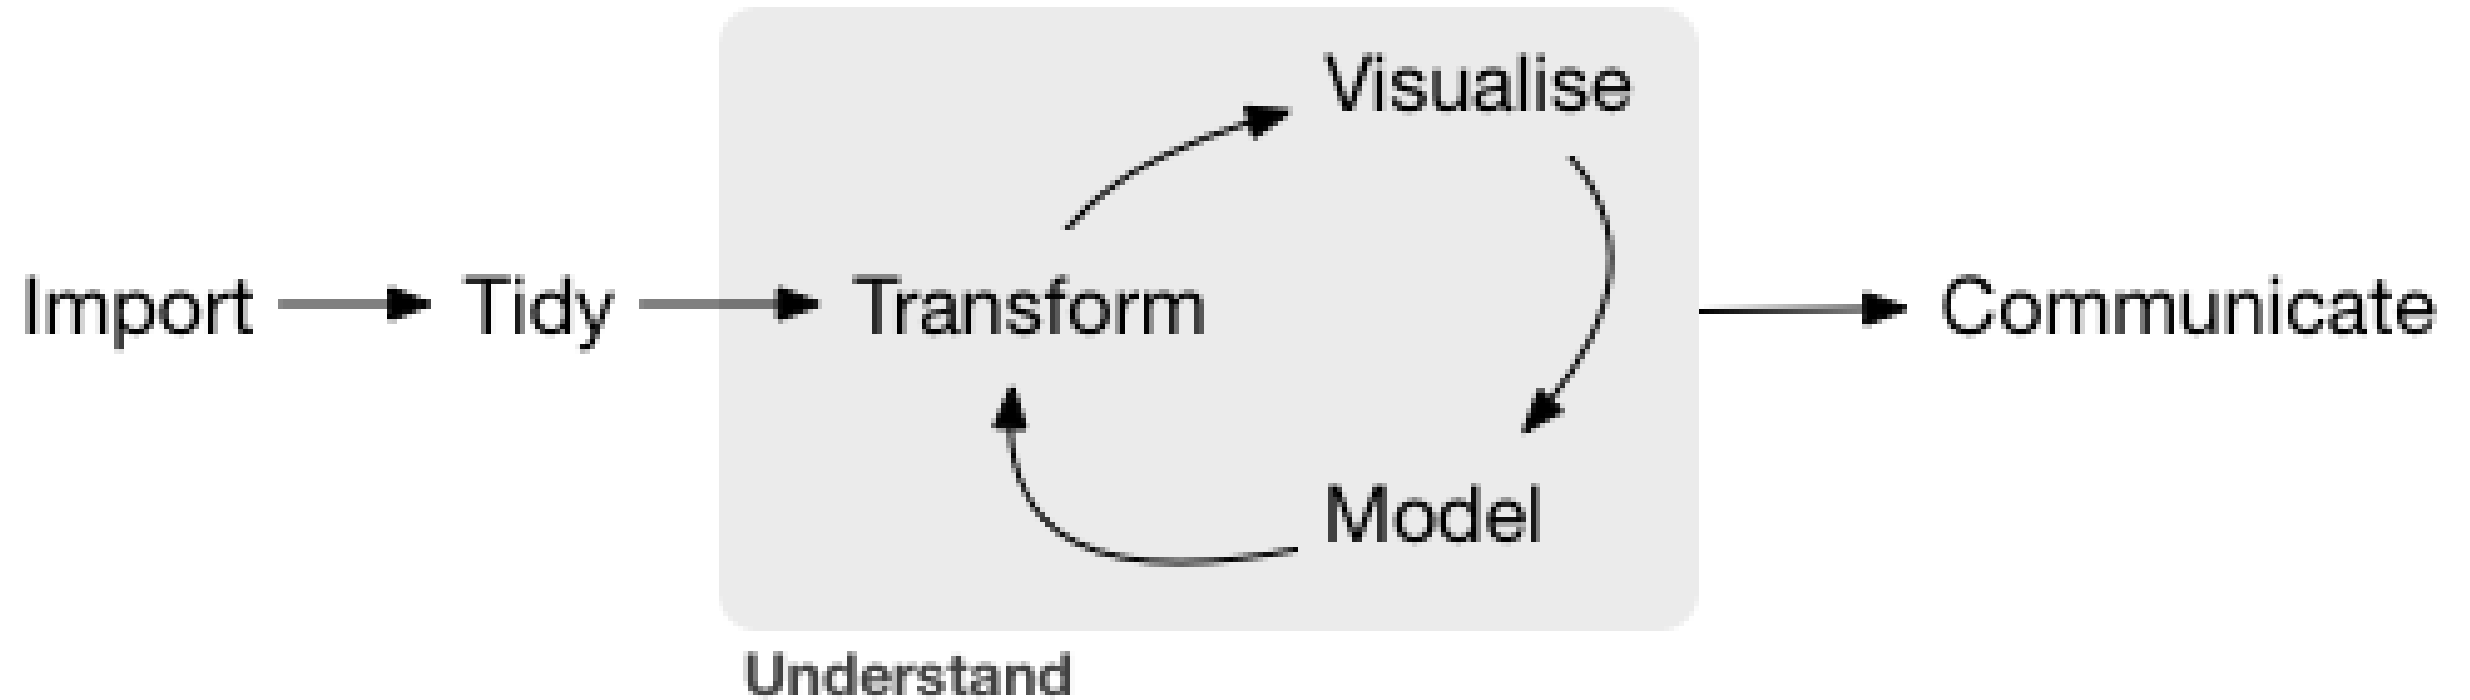 Visualise
Import
Tidy
Transform
Communicate
Model
Understand